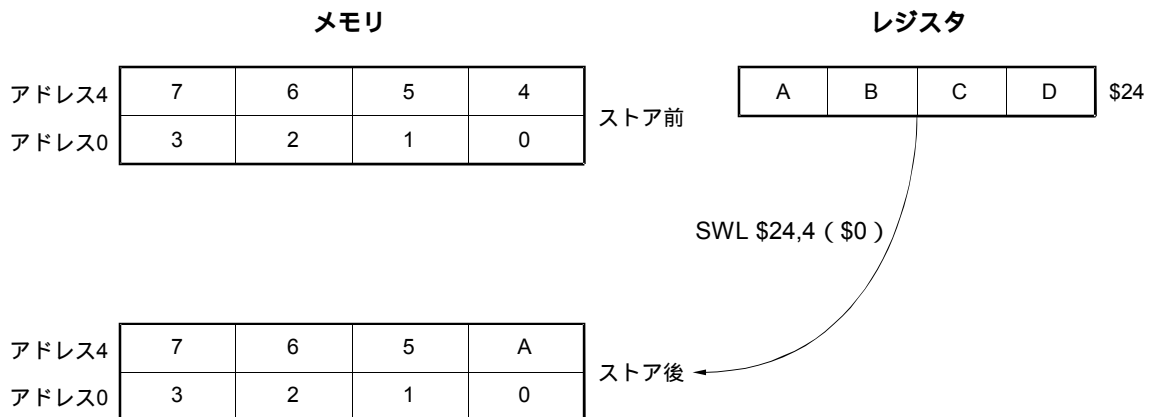 メモリ
レジスタ
アドレス4 7 6 5 4
アドレス0 3 2 1 0
ストア前
A B C D $24
SWL $24,4 ( $0 )
アドレス4 7 6 5 A
アドレス0 3 2 1 0
ストア後